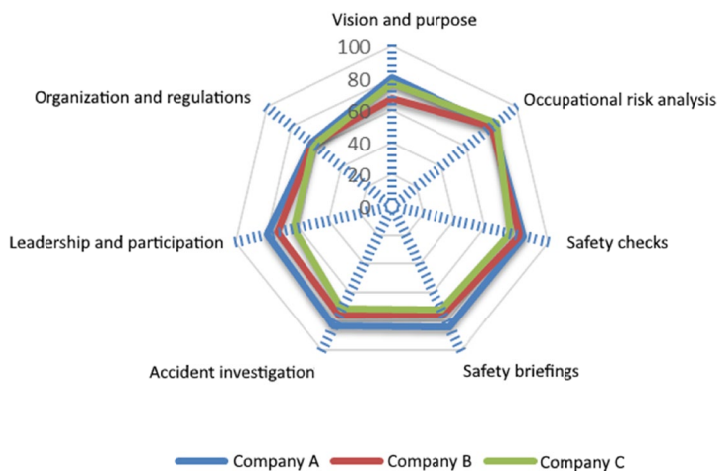 Vision and purpose
100
80
60
40
20
0
Organization and regulations
Occupational risk analysis
Leadership and participation
Safety checks
Accident investigation
Safety briefings
Company A
Company B
Company C